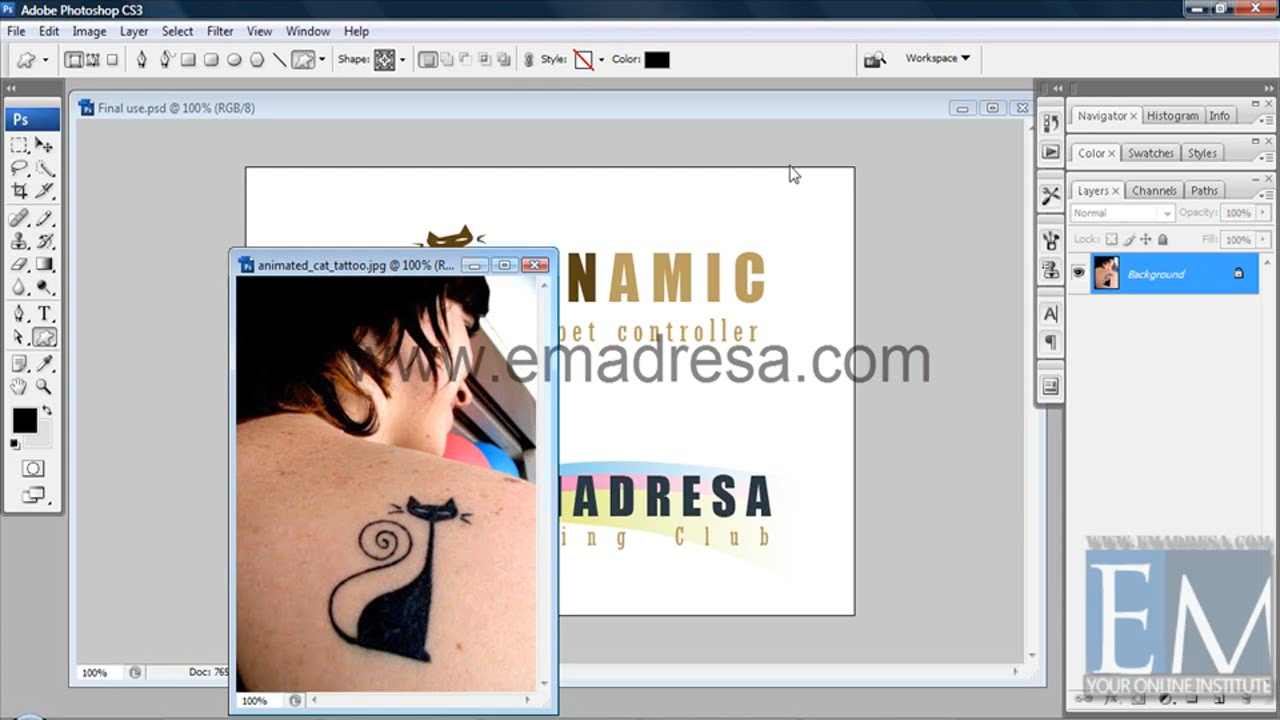 Adobe Photoshop CS3
File Edit Image Layer Select Filter View Window Help
Shape: Style: Color: Workspace
Final use.psd @ 100% (RGB/8)
Ps
Navigator Histogram Info
Color Swatches Styles
Layers Channels Paths
Normal Opacity: 100%
Lock: Fill: 100%
Background
animated_cat_tattoo.jpg @ 100% (R...
NAMIC
pet controller
www.emadresa.com
MADRESA
ing Club
100% Doc: 765
100%
WWW.EMADRESA.COM
EM
YOUR ONLINE INSTITUTE